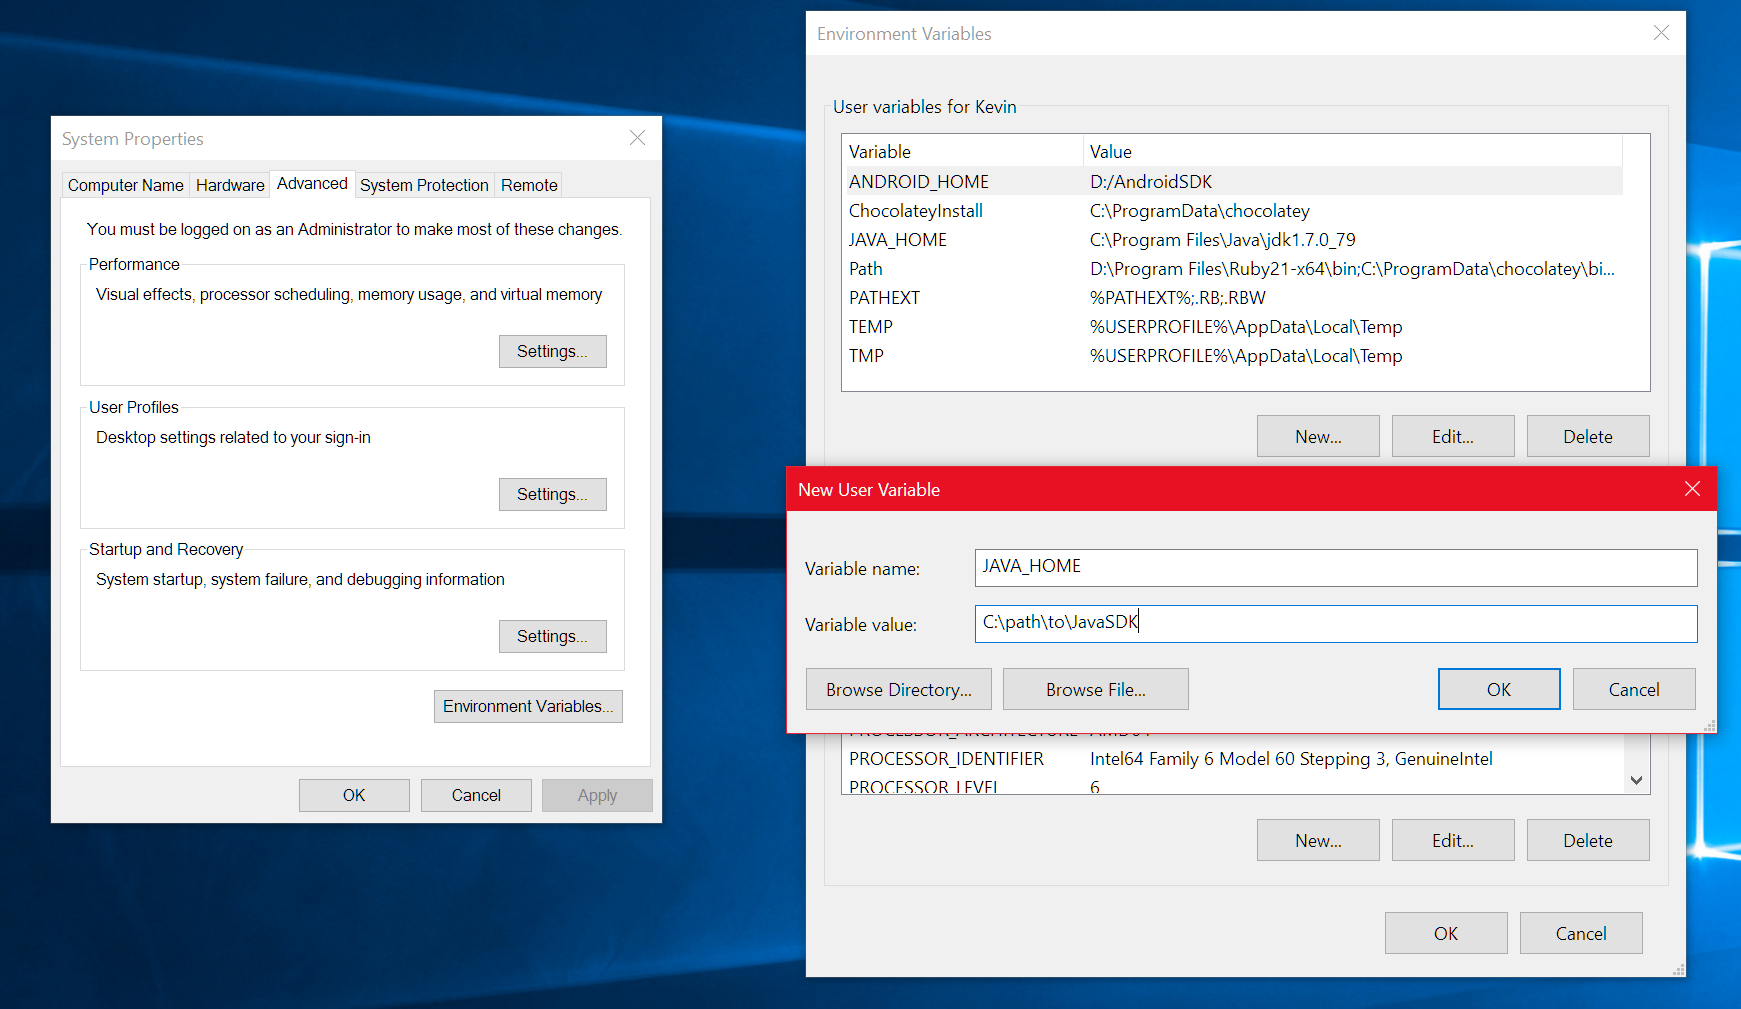 System Properties
Computer Name Hardware Advanced System Protection Remote
You must be logged on as an Administrator to make most of these changes.
Performance
Visual effects, processor scheduling, memory usage, and virtual memory
Settings...
User Profiles
Desktop settings related to your sign-in
Settings...
Startup and Recovery
System startup, system failure, and debugging information
Settings...
Environment Variables...
OK Cancel Apply
Environment Variables
User variables for Kevin
Variable Value
ANDROID_HOME D:/AndroidSDK
ChocolateyInstall C:\ProgramData\chocolatey
JAVA_HOME C:\Program Files\Java\jdk1.7.0_79
Path D:\Program Files\Ruby21-x64\bin;C:\ProgramData\chocolatey\bi...
PATHEXT %PATHEXT%;.RB;.RBW
TEMP %USERPROFILE%\AppData\Local\Temp
TMP %USERPROFILE%\AppData\Local\Temp
New... Edit... Delete
New User Variable
Variable name: JAVA_HOME
Variable value: C:\path\to\JavaSDK
Browse Directory... Browse File... OK Cancel
PROCESSOR_ARCHITECTURE AMD64
PROCESSOR_IDENTIFIER Intel64 Family 6 Model 60 Stepping 3, GenuineIntel
PROCESSOR_LEVEL 6
New... Edit... Delete
OK Cancel